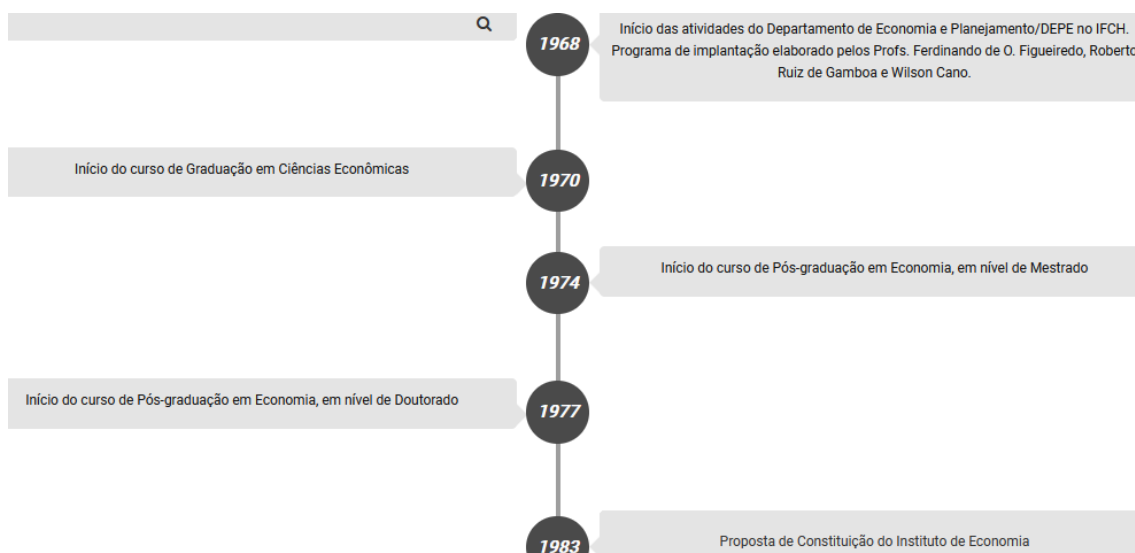 1968
Início das atividades do Departamento de Economia e Planejamento/DEPE no IFCH.
Programa de implantação elaborado pelos Profs. Ferdinando de O. Figueiredo, Roberto
Ruiz de Gamboa e Wilson Cano.
Início do curso de Graduação em Ciências Econômicas
1970
1974
Início do curso de Pós-graduação em Economia, em nível de Mestrado
Início do curso de Pós-graduação em Economia, em nível de Doutorado
1977
1983
Proposta de Constituição do Instituto de Economia